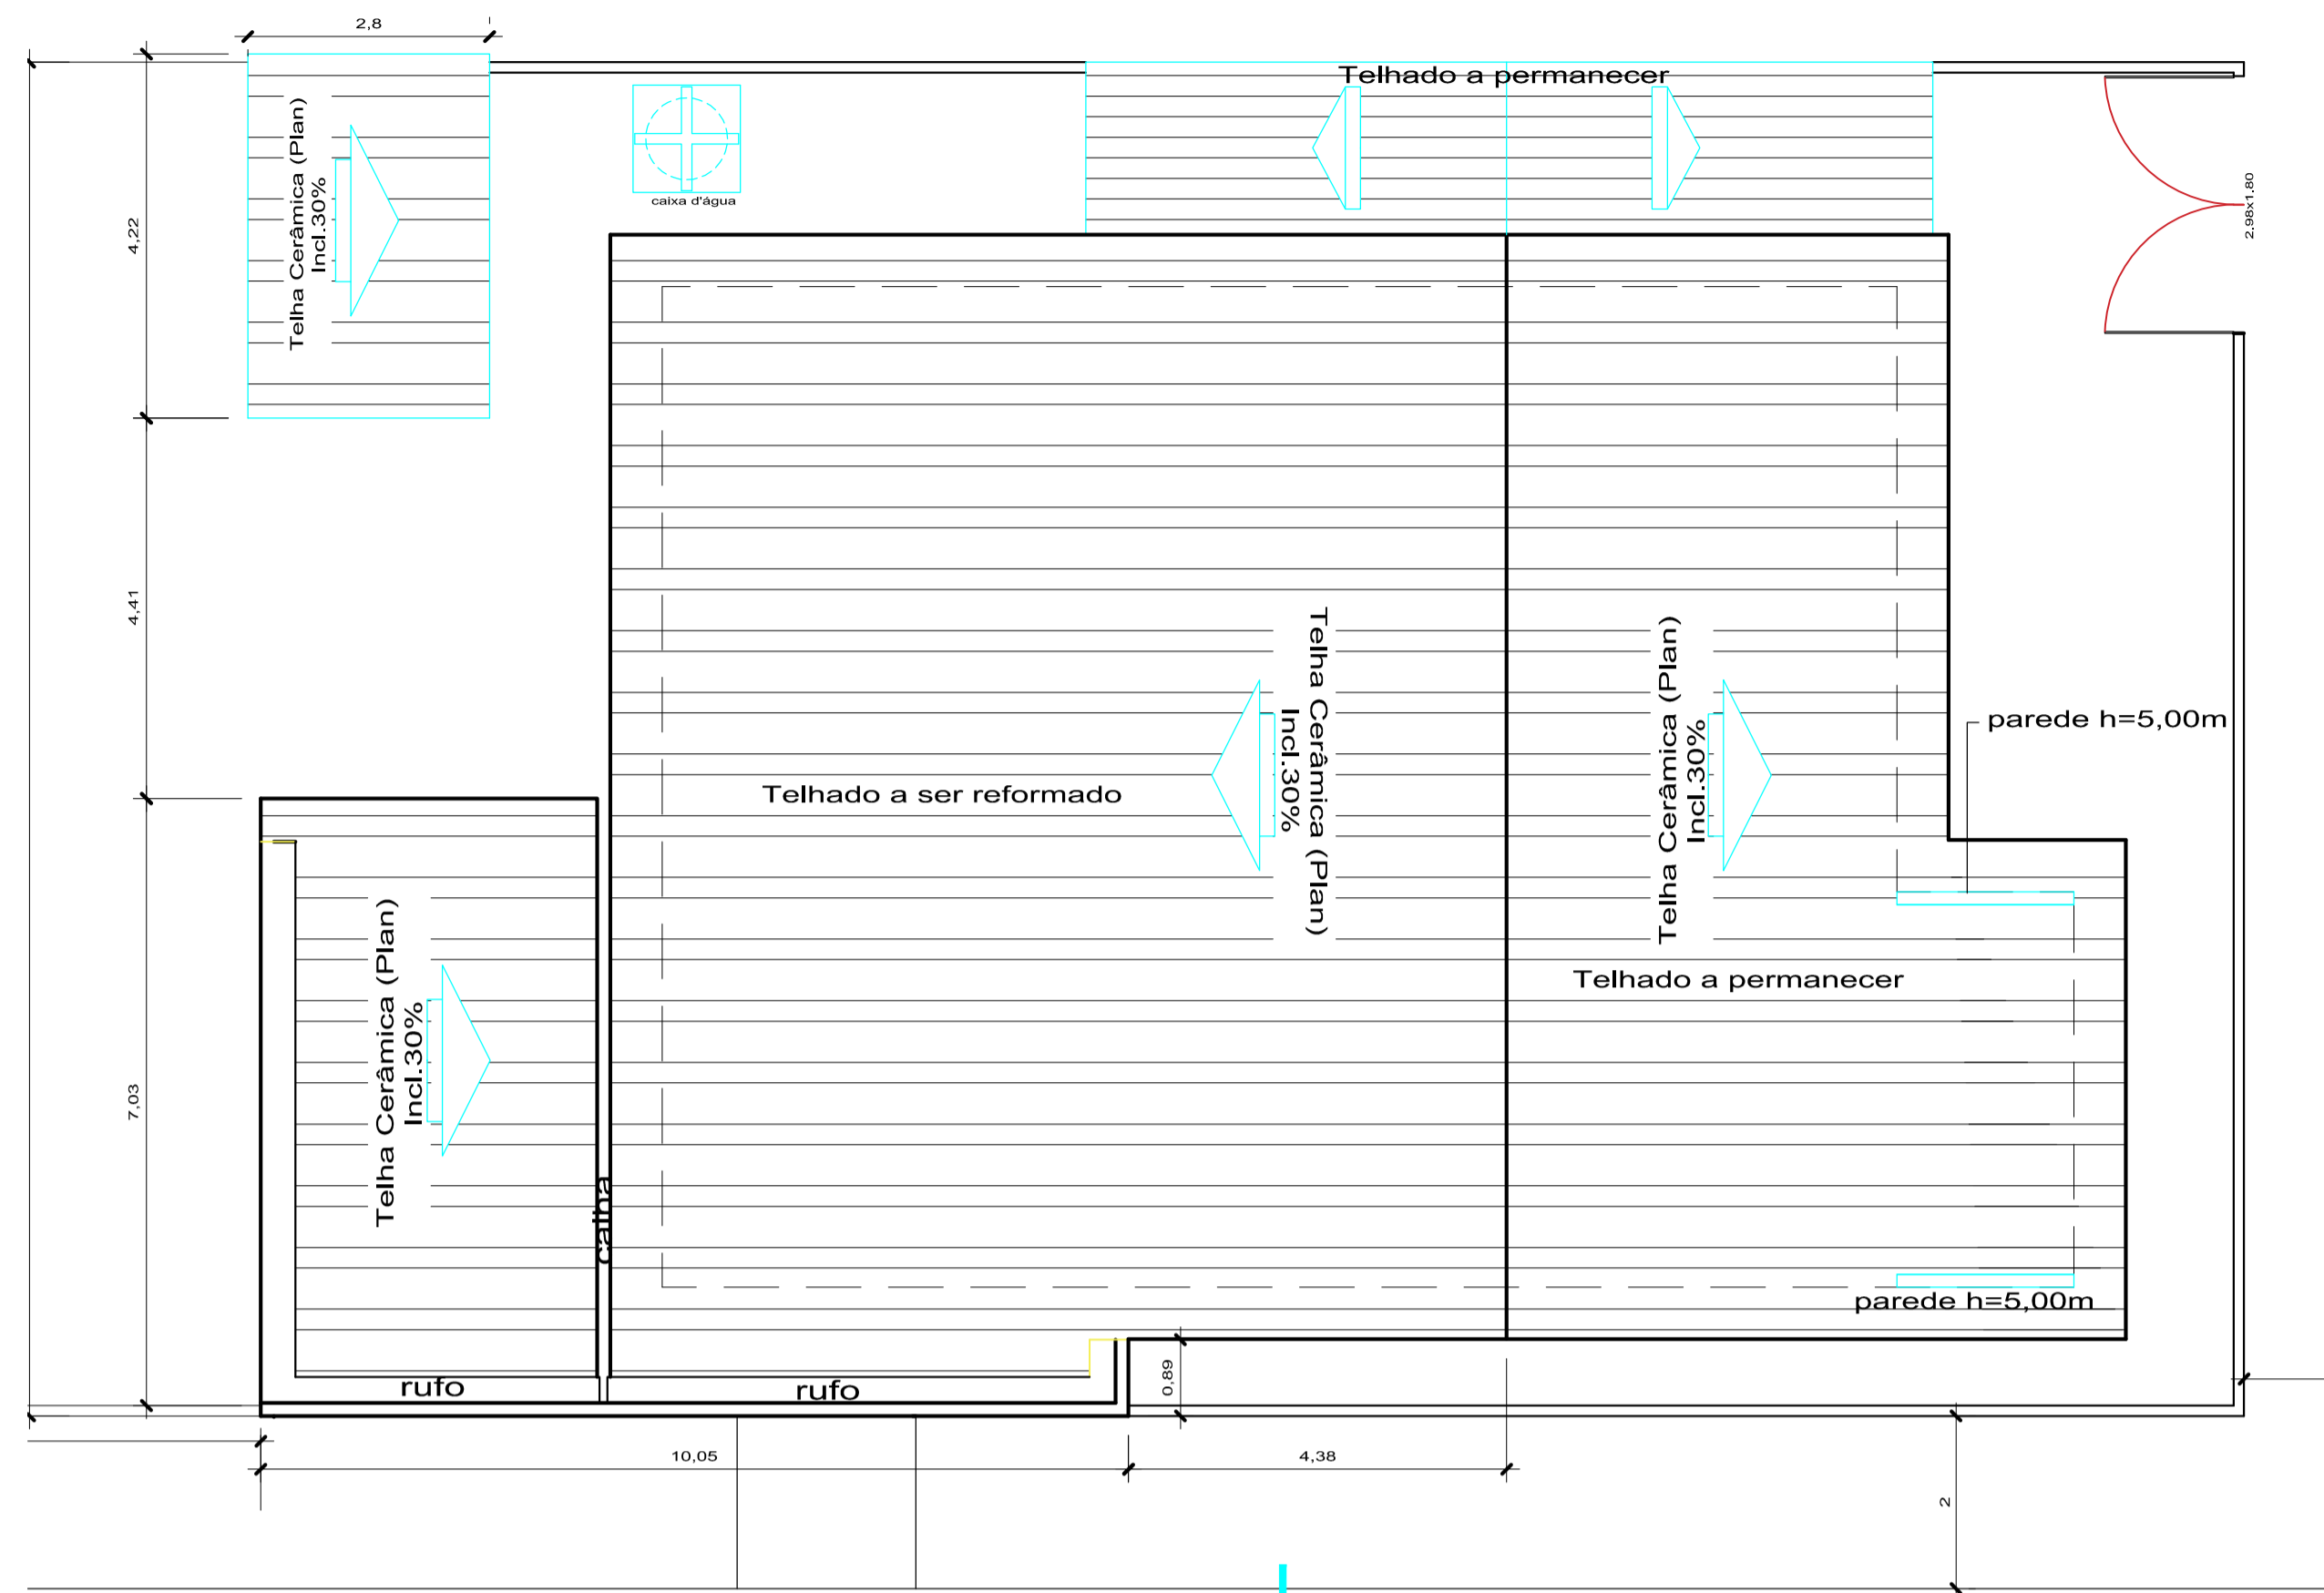 2,8
Telhado a permanecer
Telha Cerâmica (Plan)
Incl.30%
caixa d'água
2.98x1.80
4,22
4,41
Telha Cerâmica (Plan)
Incl.30%
Telha Cerâmica (Plan)
Incl.30%
parede h=5,00m
Telhado a ser reformado
Telha Cerâmica (Plan)
Incl.30%
Telhado a permanecer
7,03
calha
parede h=5,00m
rufo
rufo
0,89
10,05
4,38
2